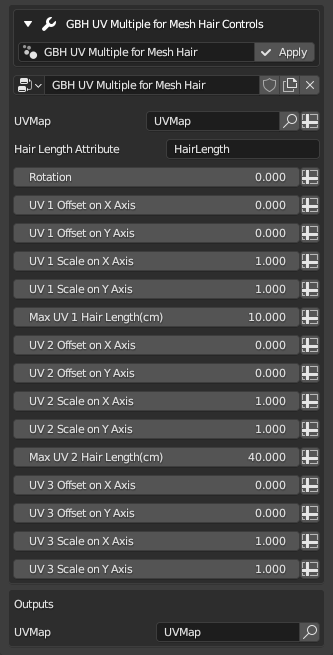 GBH UV Multiple for Mesh Hair Controls
GBH UV Multiple for Mesh Hair Apply
GBH UV Multiple for Mesh Hair
UVMap UVMap
Hair Length Attribute HairLength
Rotation 0.000
UV 1 Offset on X Axis 0.000
UV 1 Offset on Y Axis 0.000
UV 1 Scale on X Axis 1.000
UV 1 Scale on Y Axis 1.000
Max UV 1 Hair Length(cm) 10.000
UV 2 Offset on X Axis 0.000
UV 2 Offset on Y Axis 0.000
UV 2 Scale on X Axis 1.000
UV 2 Scale on Y Axis 1.000
Max UV 2 Hair Length(cm) 40.000
UV 3 Offset on X Axis 0.000
UV 3 Offset on Y Axis 0.000
UV 3 Scale on X Axis 1.000
UV 3 Scale on Y Axis 1.000
Outputs
UVMap UVMap